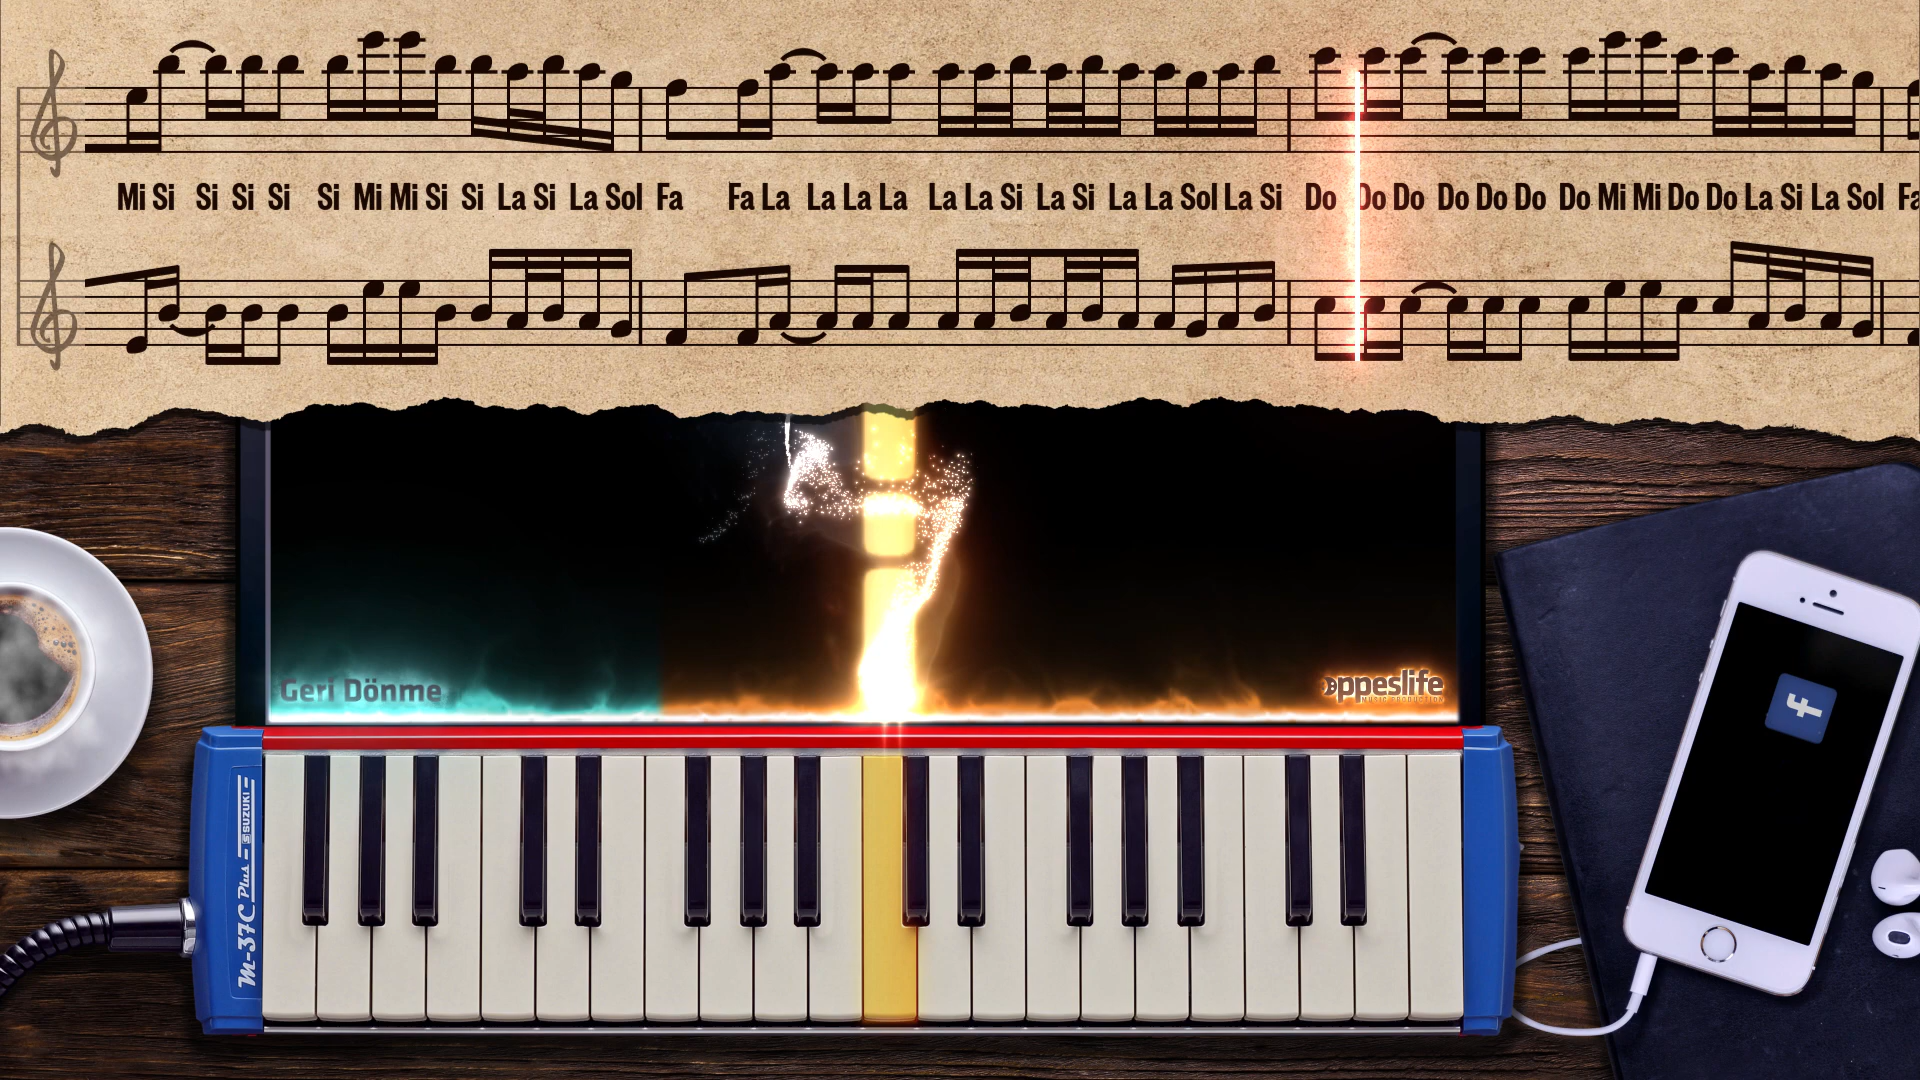 Mi Si Si Si Si Si Mi Mi Si Si La Si La Sol Fa Fa La La La La La La Si La Si La La Sol La Si Do Do Do Do Do Do Do Mi Mi Do Do La Si La Sol Fa
Geri Dönme
eppeslife
M-37C Plus SUZUKI
f